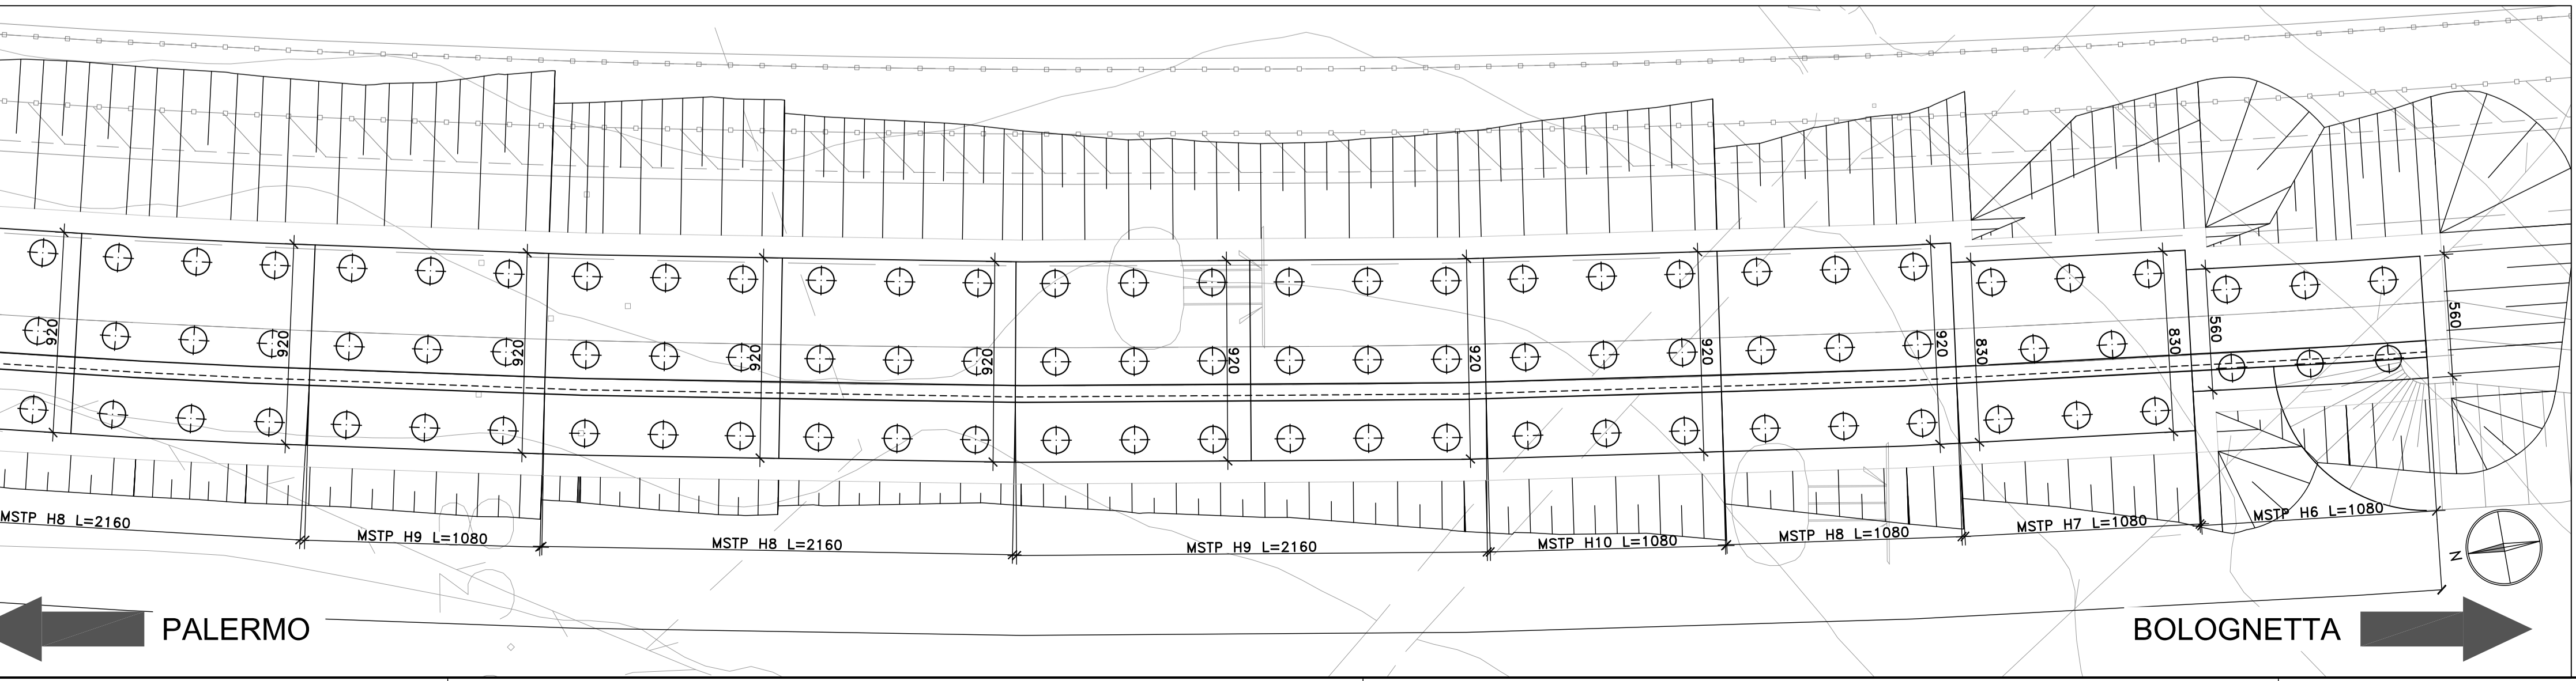 920
920
920
920
920
920
920
920
920
830
830
560
560
MSTP H8 L=2160
MSTP H9 L=1080
MSTP H8 L=2160
MSTP H9 L=2160
MSTP H10 L=1080
MSTP H8 L=1080
MSTP H7 L=1080
MSTP H6 L=1080
N
PALERMO
BOLOGNETTA